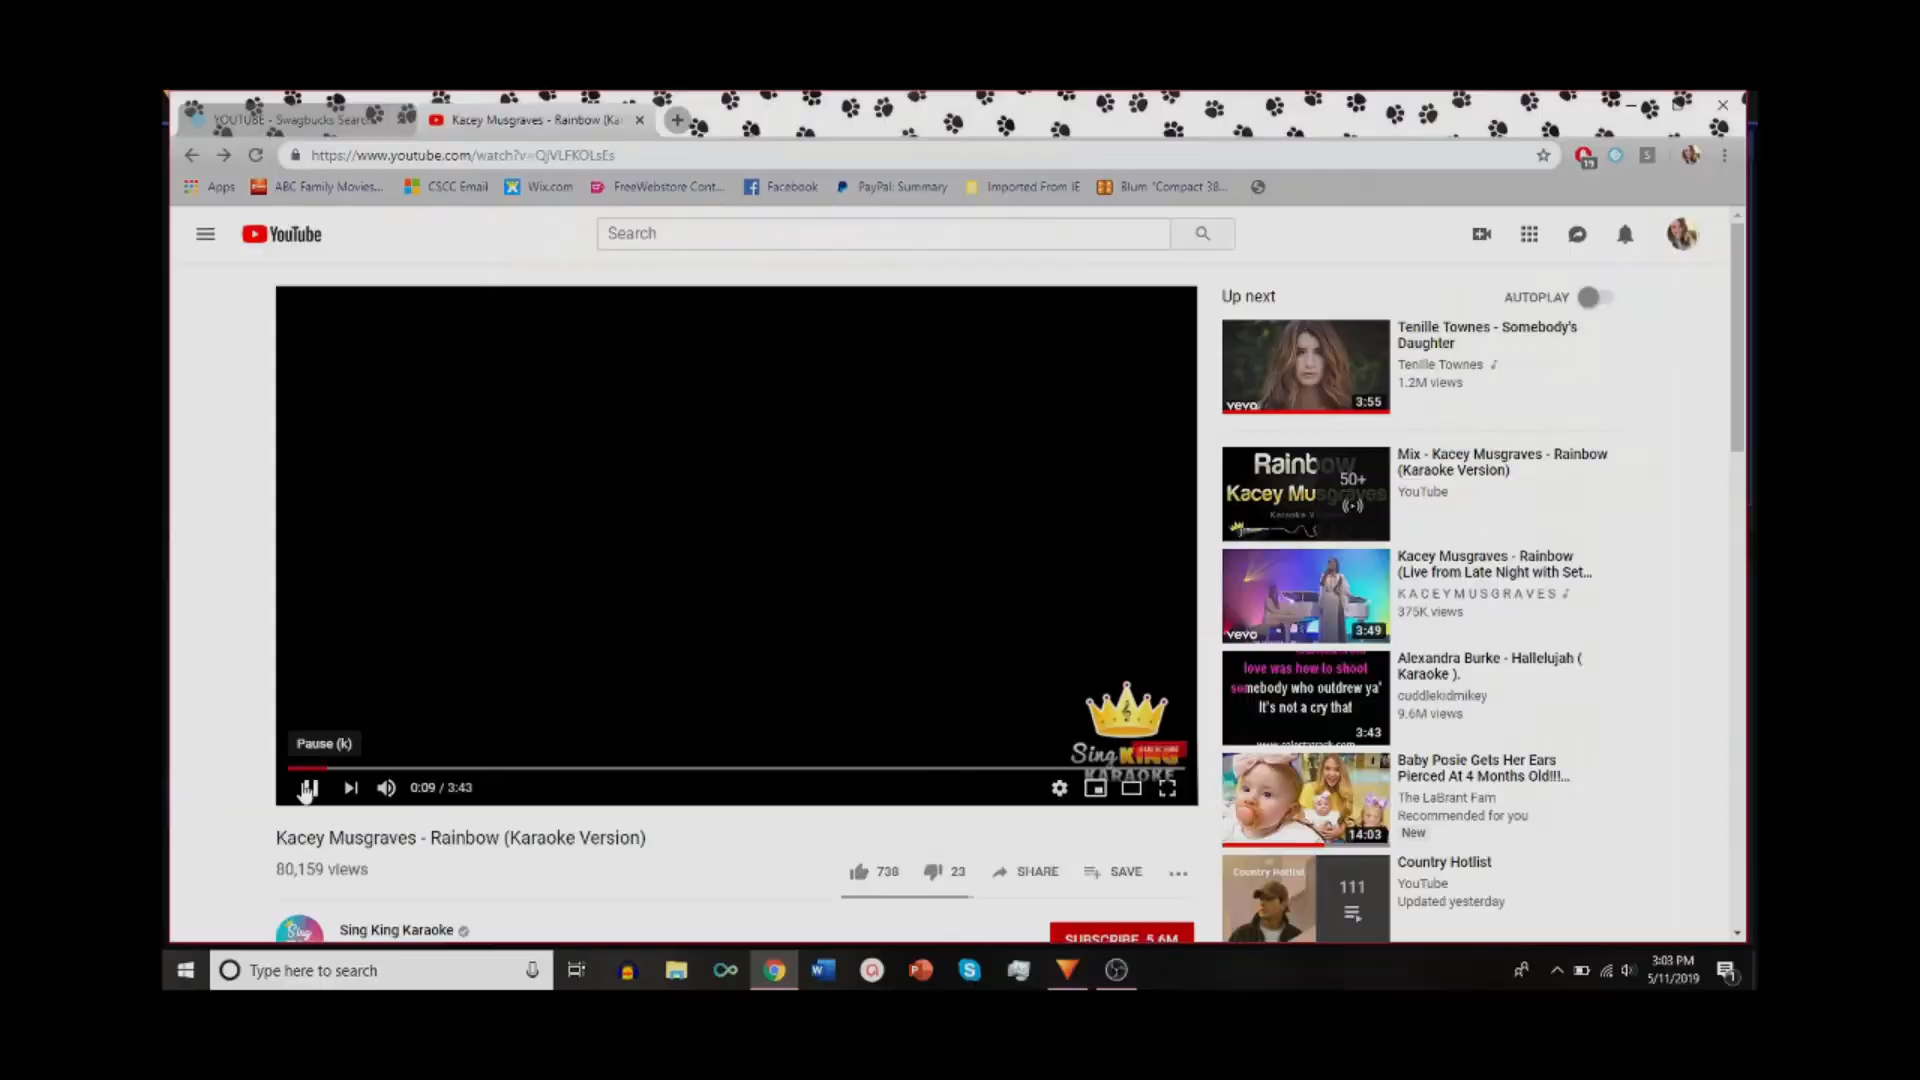 YOUTUBE - Swagbucks Search
Kacey Musgraves - Rainbow (Ka
https://www.youtube.com/watch?v=QjVLFKOLsEs
19
S
Apps
ABC Family Movies...
CSCC Email
Wix.com
FreeWebstore Cont...
Facebook
PayPal: Summary
Imported From IE
Blum "Compact 38...
YouTube
Search
Up next
AUTOPLAY
Tenille Townes - Somebody's
Daughter
Tenille Townes
1.2M views
vevo
3:55
Rainbow
Kacey Musgraves
50+
Mix - Kacey Musgraves - Rainbow
(Karaoke Version)
YouTube
Kacey Musgraves - Rainbow
(Live from Late Night with Set...
KACEYMUSGRAVES
375K views
vevo
3:49
love was how to shoot
somebody who outdrew ya'
It's not a cry that
3:43
Alexandra Burke - Hallelujah (
Karaoke ).
cuddlekidmikey
9.6M views
Baby Posie Gets Her Ears
Pierced At 4 Months Old!!!...
The LaBrant Fam
Recommended for you
New
14:03
Country Hotlist
111
Country Hotlist
YouTube
Updated yesterday
Sing KING
SUBSCRIBE
KARAOKE
Pause (k)
0:09 / 3:43
Kacey Musgraves - Rainbow (Karaoke Version)
80,159 views
738
23
SHARE
SAVE
Sing
Sing King Karaoke
SUBSCRIBE 5.6M
Type here to search
3:03 PM
5/11/2019
1